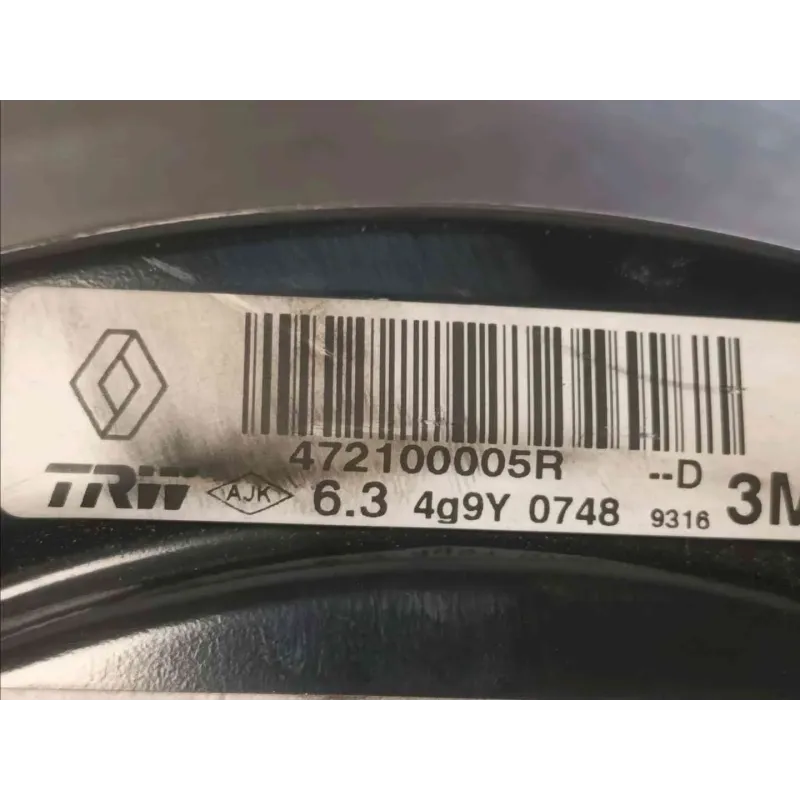 472100005R --D
TRW AJK 6.3 4g9Y 0748 9316 3M